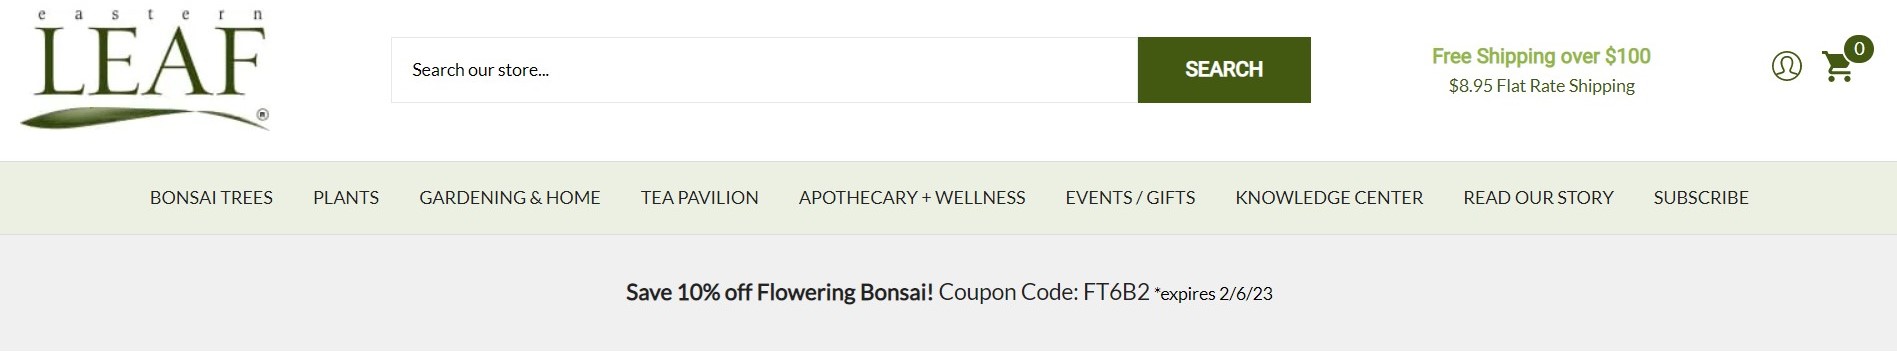 eastern
LEAF
®
Search our store...
SEARCH
Free Shipping over $100
$8.95 Flat Rate Shipping
0
BONSAI TREES PLANTS GARDENING & HOME TEA PAVILION APOTHECARY + WELLNESS EVENTS / GIFTS KNOWLEDGE CENTER READ OUR STORY SUBSCRIBE
Save 10% off Flowering Bonsai! Coupon Code: FT6B2 *expires 2/6/23